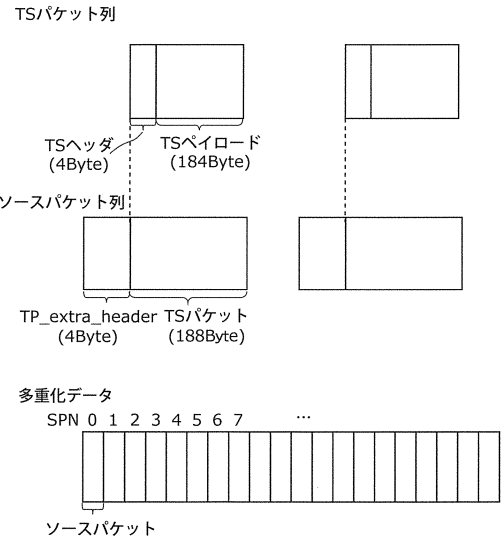 TSパケット列
TSヘッダ
(4Byte)
TSペイロード
(184Byte)
ソースパケット列
TP_extra_header
(4Byte)
TSパケット
(188Byte)
多重化データ
SPN 0 1 2 3 4 5 6 7 …
ソースパケット